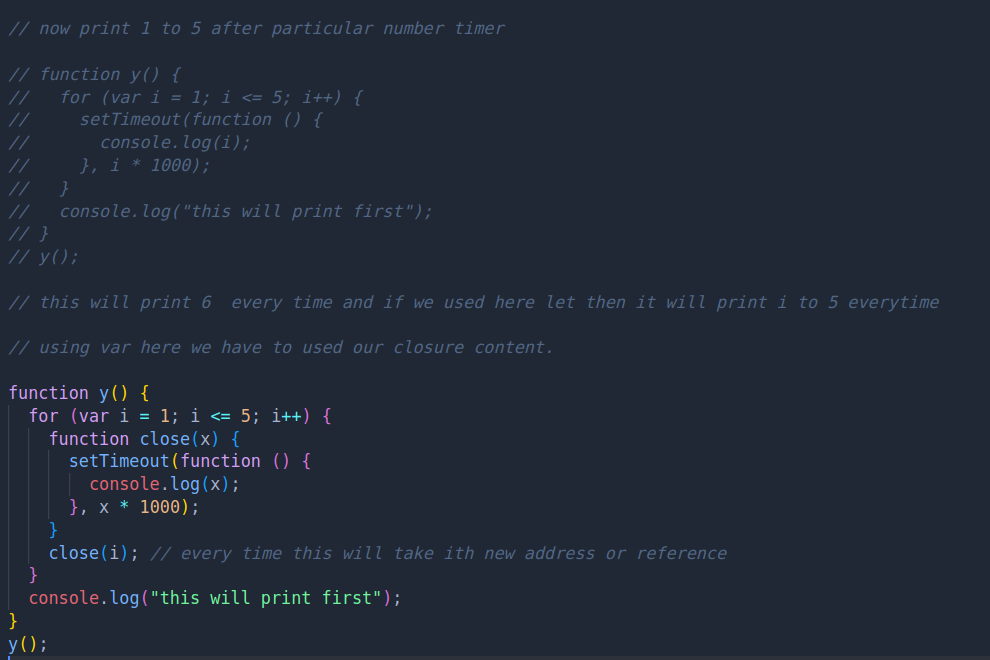 // now print 1 to 5 after particular number timer
// function y() {
//   for (var i = 1; i <= 5; i++) {
//     setTimeout(function () {
//       console.log(i);
//     }, i * 1000);
//   }
//   console.log("this will print first");
// }
// y();
// this will print 6  every time and if we used here let then it will print i to 5 everytime
// using var here we have to used our closure content.
function y() {
  for (var i = 1; i <= 5; i++) {
    function close(x) {
      setTimeout(function () {
        console.log(x);
      }, x * 1000);
    }
    close(i); // every time this will take ith new address or reference
  }
  console.log("this will print first");
}
y();